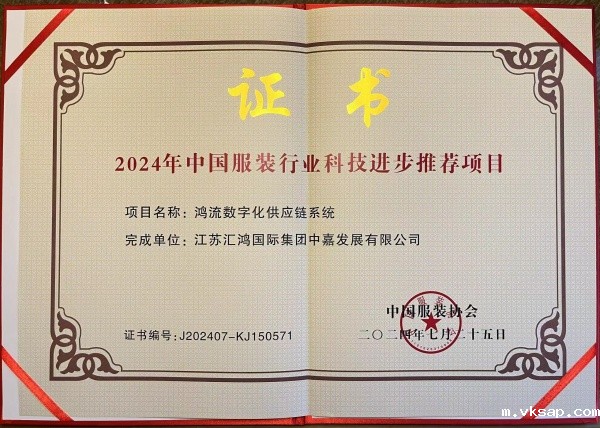 证书
2024年中国服装行业科技进步推荐项目
项目名称：鸿流数字化供应链系统
完成单位：江苏汇鸿国际集团中嘉发展有限公司
中国服装协会
证书编号：J202407-KJ150571
二〇二四年七月二十五日
m.vksap.com